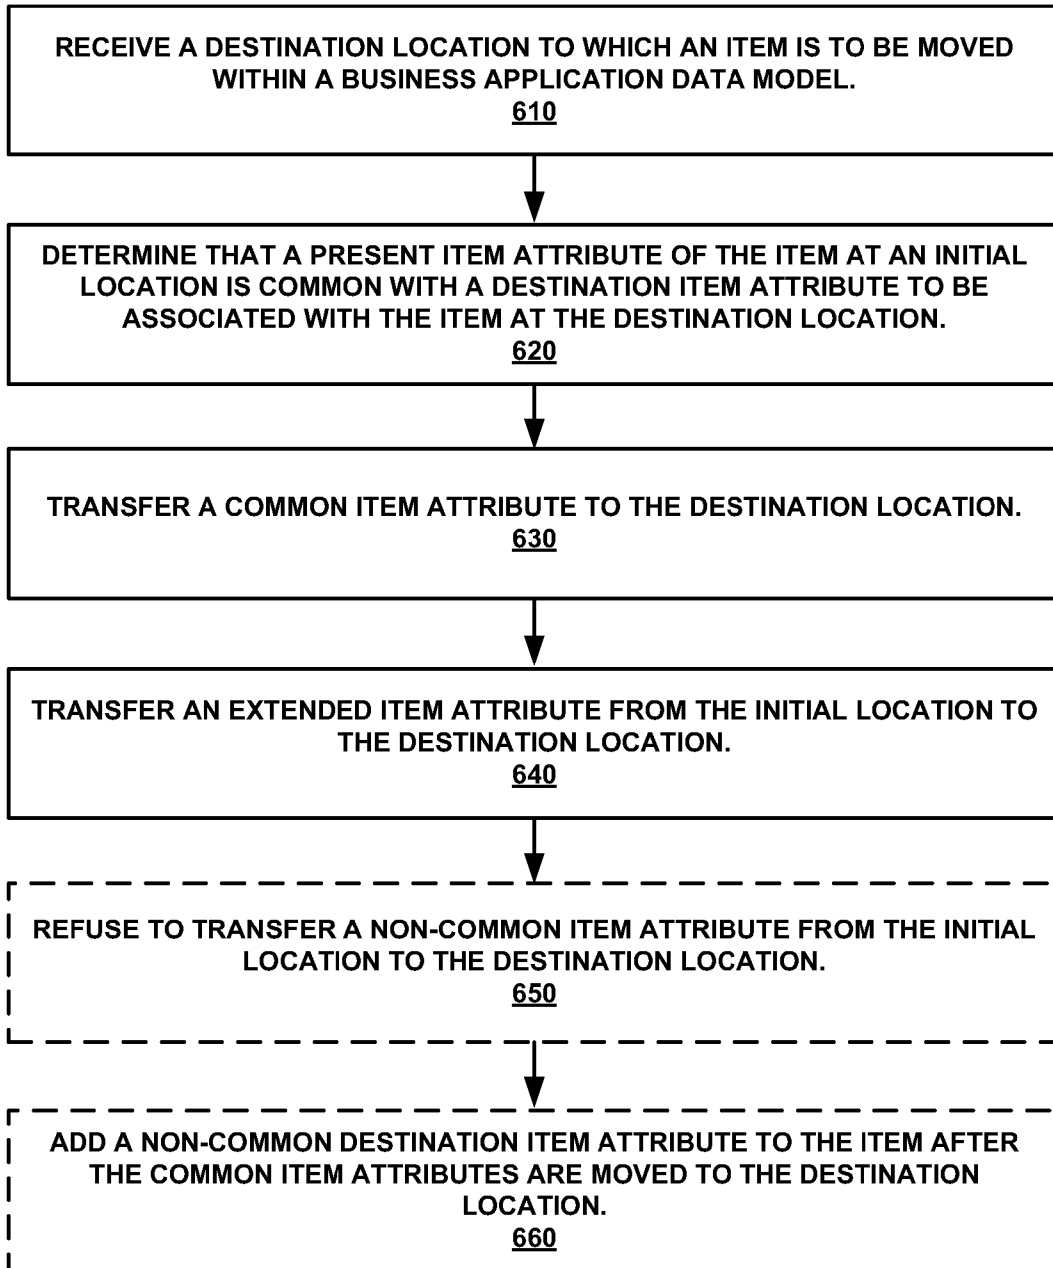 RECEIVE A DESTINATION LOCATION TO WHICH AN ITEM IS TO BE MOVED
WITHIN A BUSINESS APPLICATION DATA MODEL.
610
DETERMINE THAT A PRESENT ITEM ATTRIBUTE OF THE ITEM AT AN INITIAL
LOCATION IS COMMON WITH A DESTINATION ITEM ATTRIBUTE TO BE
ASSOCIATED WITH THE ITEM AT THE DESTINATION LOCATION.
620
TRANSFER A COMMON ITEM ATTRIBUTE TO THE DESTINATION LOCATION.
630
TRANSFER AN EXTENDED ITEM ATTRIBUTE FROM THE INITIAL LOCATION TO
THE DESTINATION LOCATION.
640
REFUSE TO TRANSFER A NON-COMMON ITEM ATTRIBUTE FROM THE INITIAL
LOCATION TO THE DESTINATION LOCATION.
650
ADD A NON-COMMON DESTINATION ITEM ATTRIBUTE TO THE ITEM AFTER
THE COMMON ITEM ATTRIBUTES ARE MOVED TO THE DESTINATION
LOCATION.
660